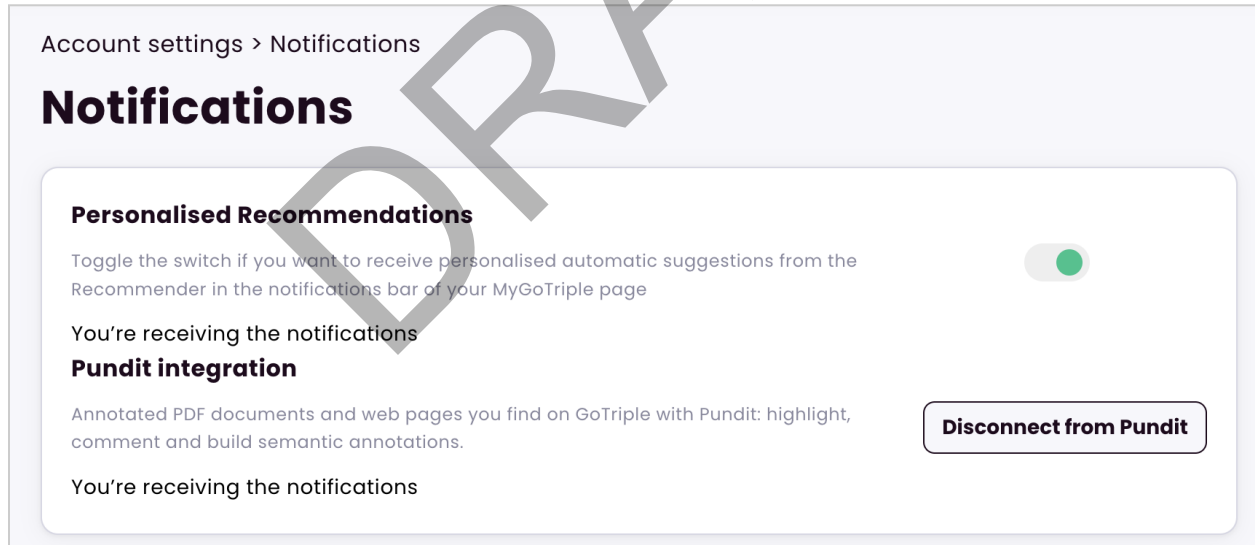 Account settings > Notifications
Notifications
Personalised Recommendations
Toggle the switch if you want to receive personalised automatic suggestions from the
Recommender in the notifications bar of your MyGoTriple page
You’re receiving the notifications
Pundit integration
Annotated PDF documents and web pages you find on GoTriple with Pundit: highlight,
comment and build semantic annotations.
Disconnect from Pundit
You’re receiving the notifications
DRA